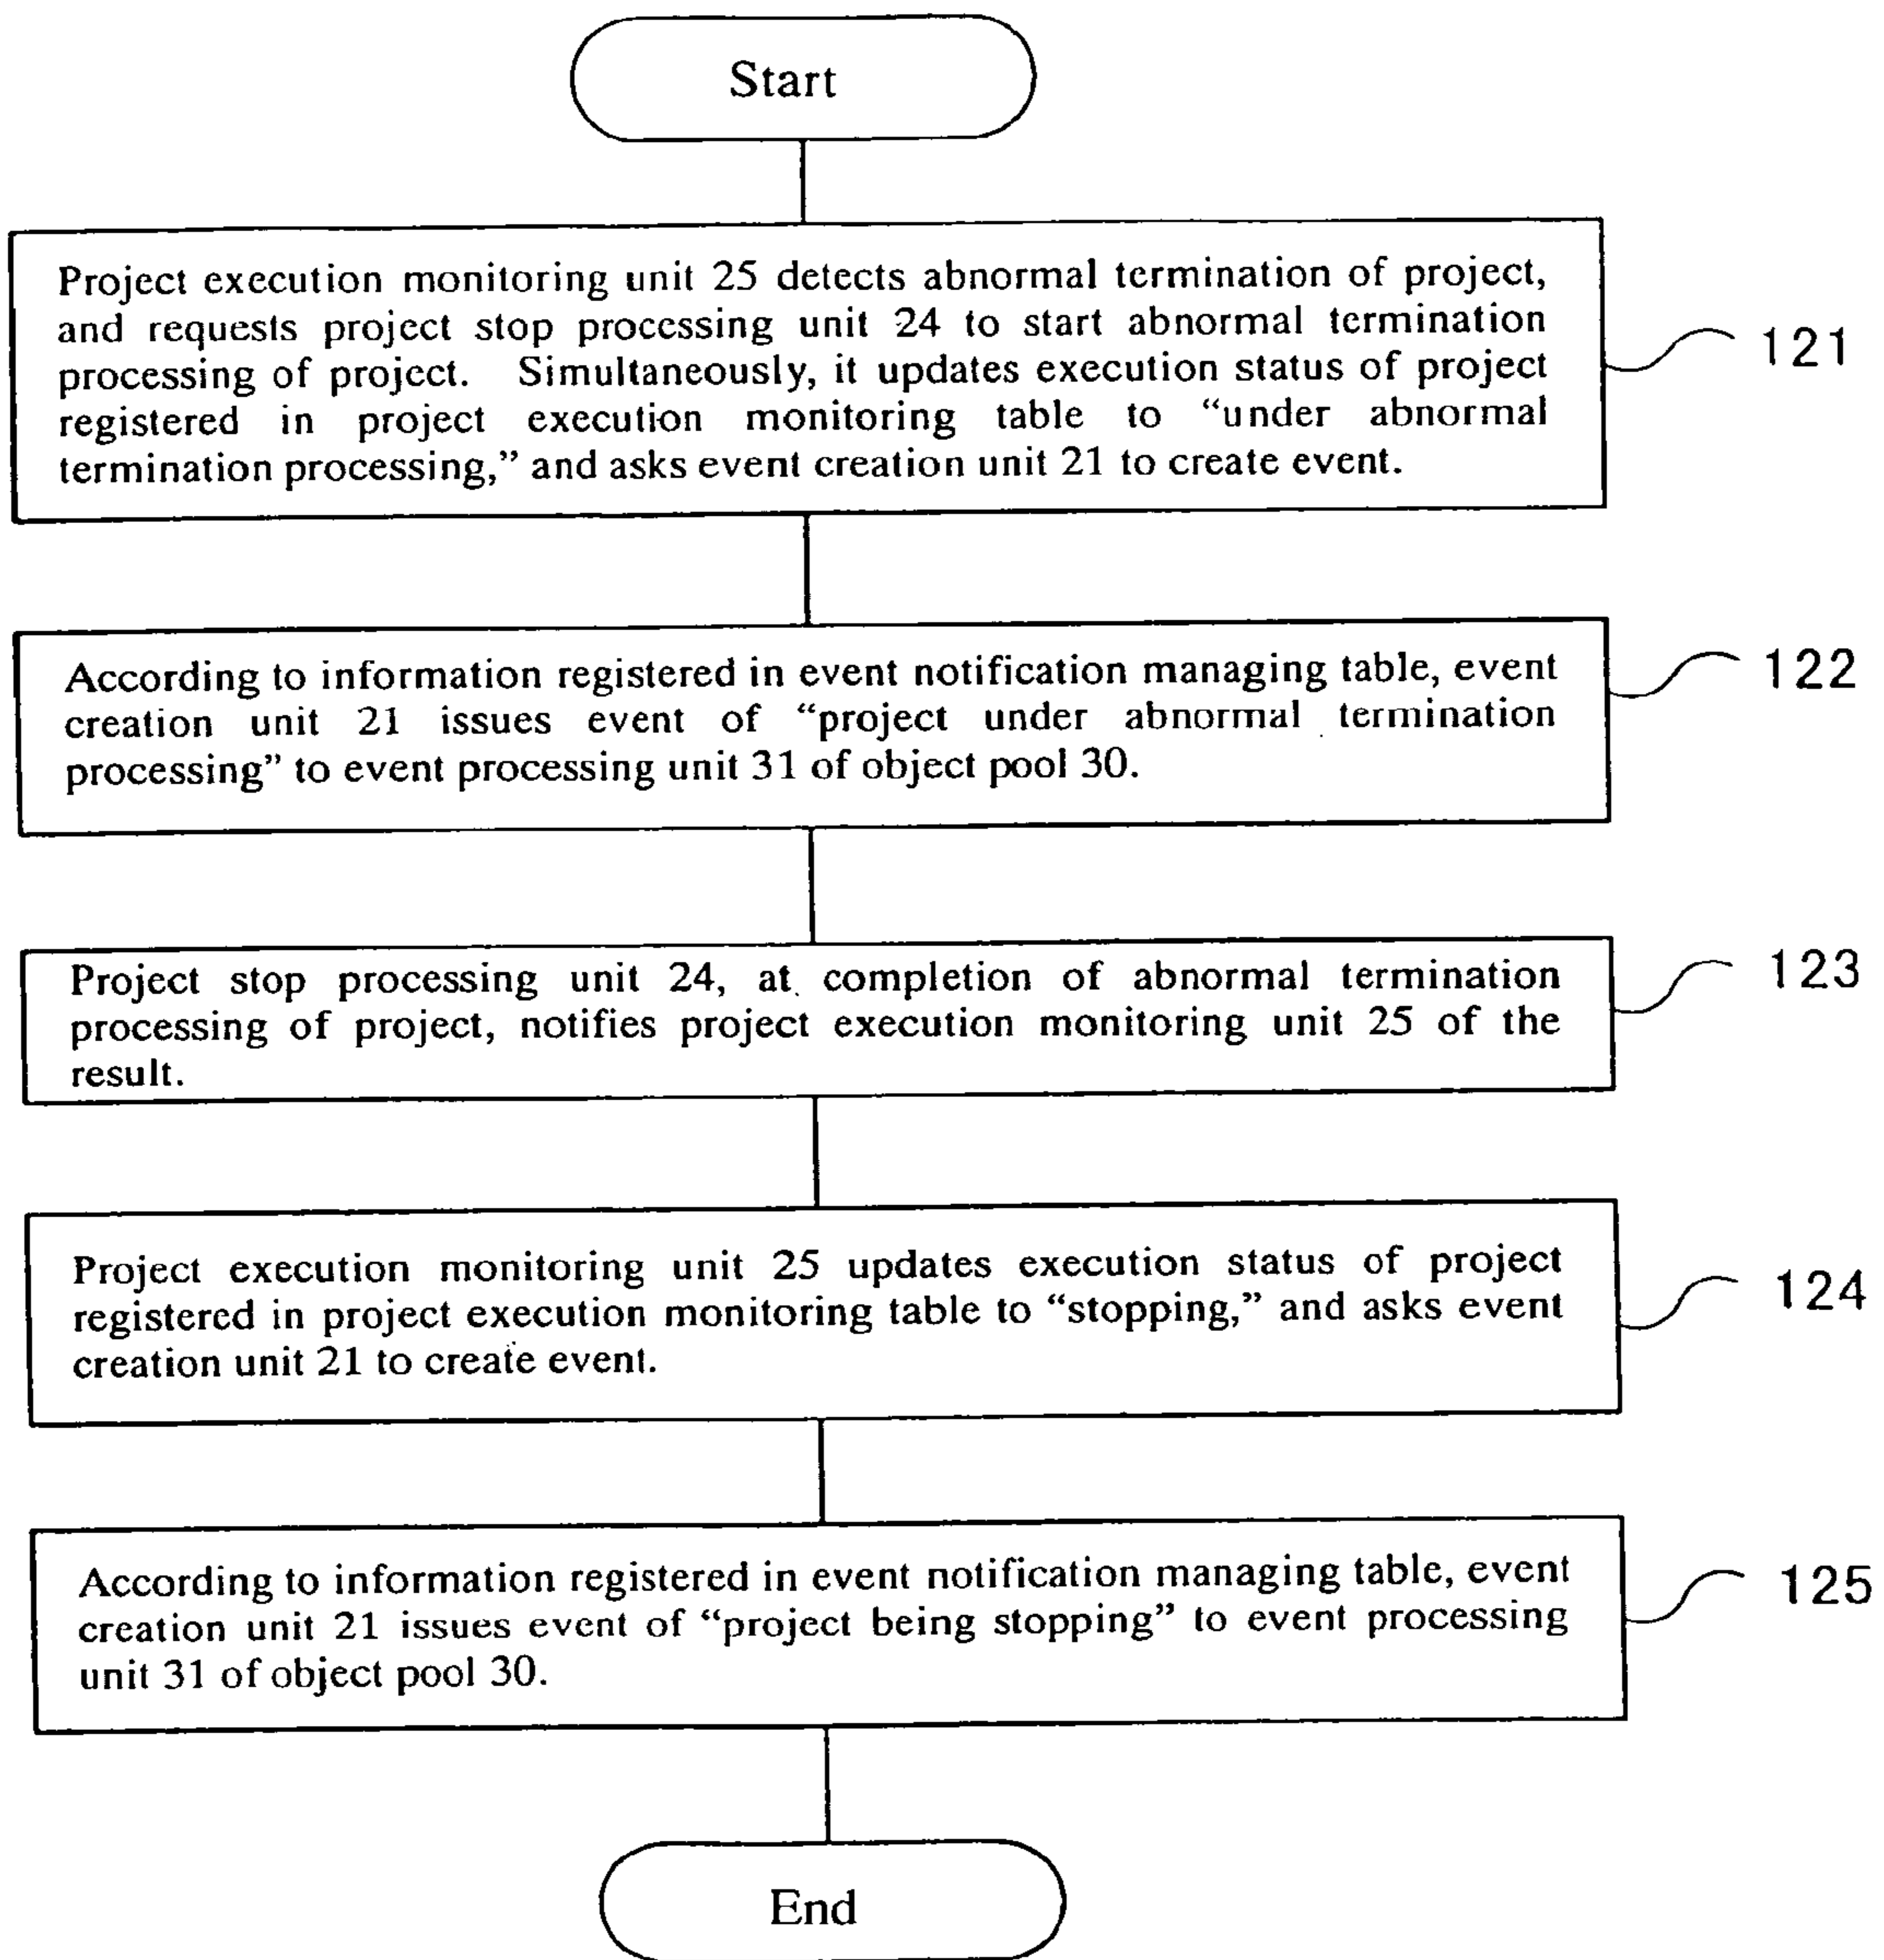 Start
Project execution monitoring unit 25 detects abnormal termination of project,
and requests project stop processing unit 24 to start abnormal termination
processing of project. Simultaneously, it updates execution status of project
registered in project execution monitoring table to “under abnormal
termination processing,” and asks event creation unit 21 to create event.
121
According to information registered in event notification managing table, event
creation unit 21 issues event of “project under abnormal termination
processing” to event processing unit 31 of object pool 30.
122
Project stop processing unit 24, at completion of abnormal termination
processing of project, notifies project execution monitoring unit 25 of the
result.
123
Project execution monitoring unit 25 updates execution status of project
registered in project execution monitoring table to “stopping,” and asks event
creation unit 21 to create event.
124
According to information registered in event notification managing table, event
creation unit 21 issues event of “project being stopping” to event processing
unit 31 of object pool 30.
125
End